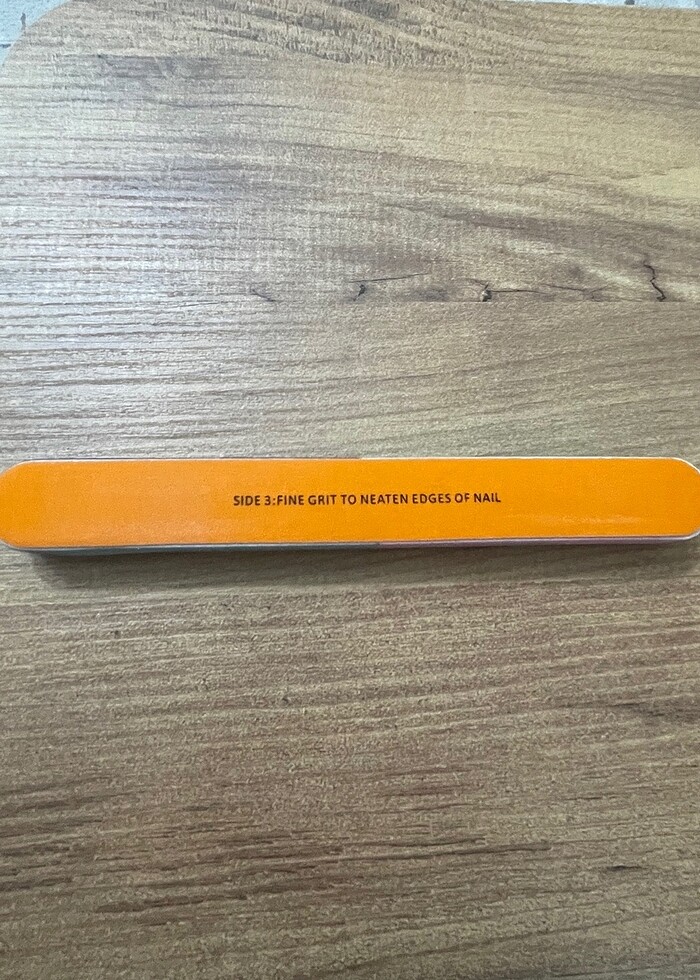 SIDE 3:FINE GRIT TO NEATEN EDGES OF NAIL